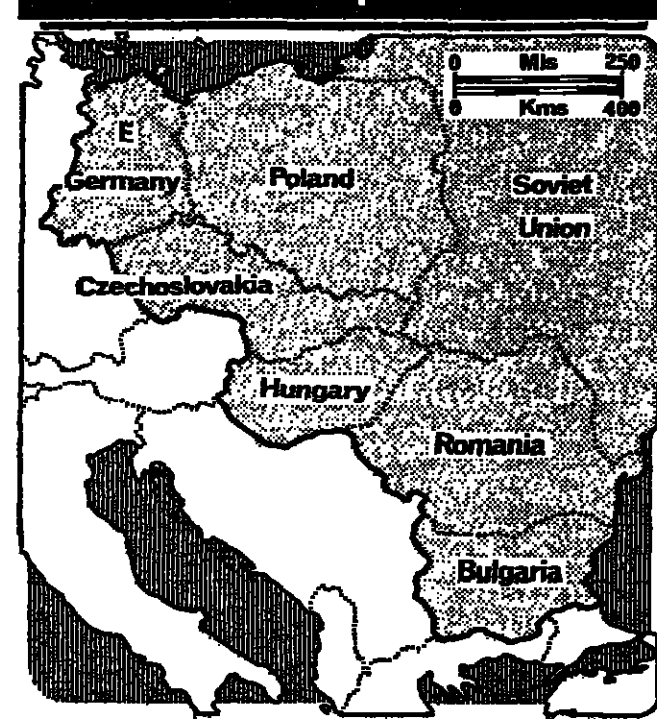 0 Mls 250
0 Kms 400
E
Germany
Poland
Soviet
Union
Czechoslovakia
Hungary
Romania
Bulgaria